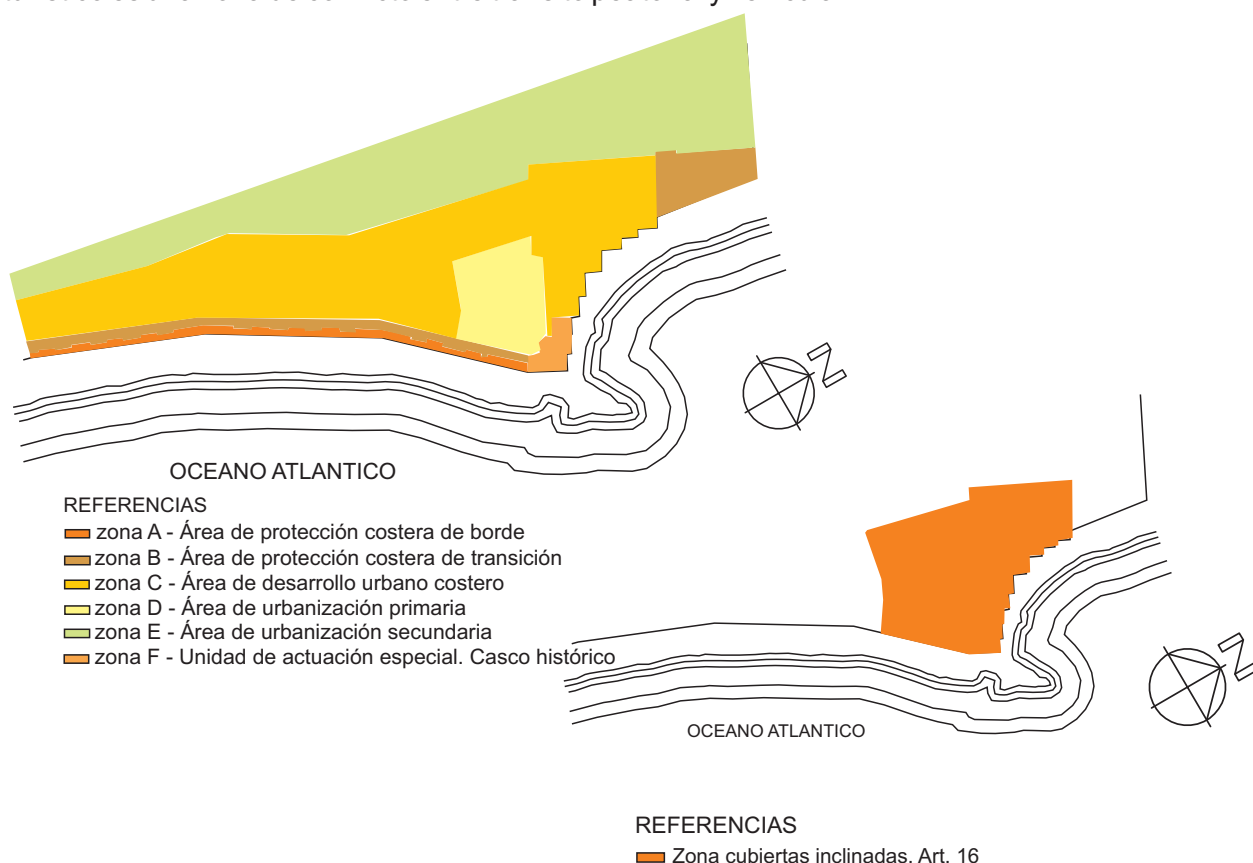 N
OCEANO ATLANTICO
REFERENCIAS
zona A - Área de protección costera de borde
zona B - Área de protección costera de transición
zona C - Área de desarrollo urbano costero
zona D - Área de urbanización primaria
zona E - Área de urbanización secundaria
zona F - Unidad de actuación especial. Casco histórico
N
OCEANO ATLANTICO
REFERENCIAS
Zona cubiertas inclinadas. Art. 16